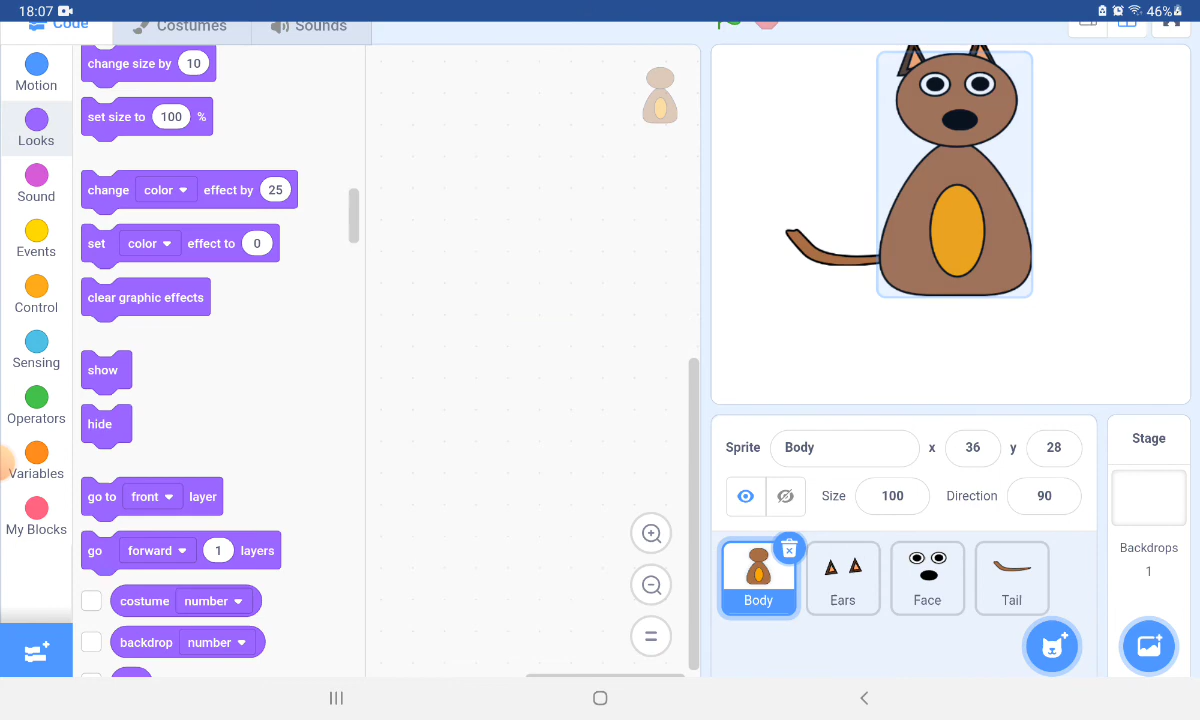 18:07
46%
Code
Costumes
Sounds
Motion
Looks
Sound
Events
Control
Sensing
Operators
Variables
My Blocks
change size by 10
set size to 100 %
change color effect by 25
set color effect to 0
clear graphic effects
show
hide
go to front layer
go forward 1 layers
costume number
backdrop number
Sprite Body x 36 y 28
Size 100 Direction 90
Body
Ears
Face
Tail
Stage
Backdrops
1